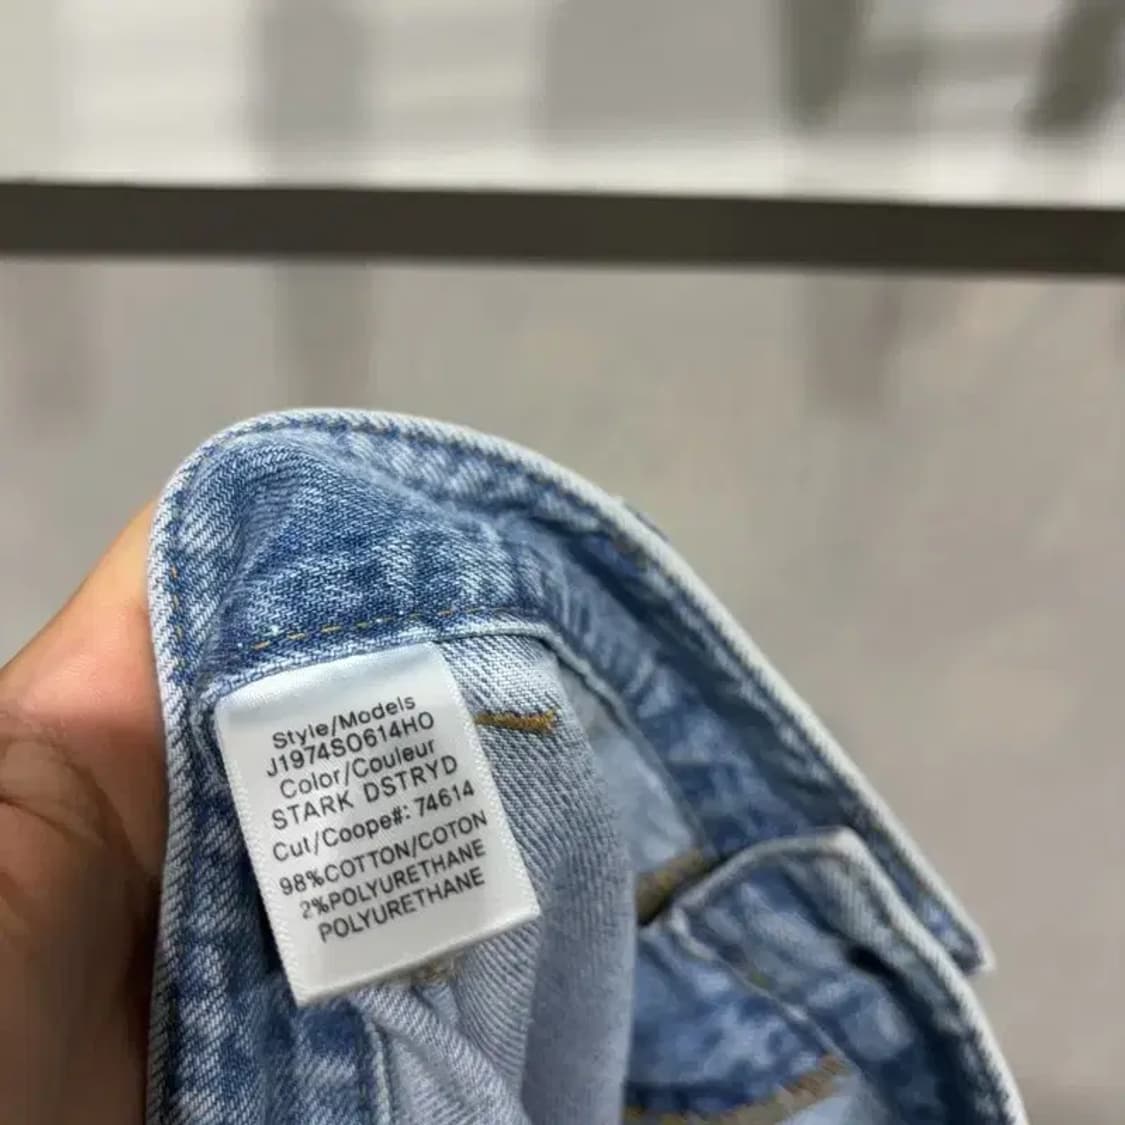 Style/Models
J1974SO614HO
Color/Couleur
STARK DSTRYD
Cut/Coope#: 74614
98%COTTON/COTON
2%POLYURETHANE
POLYURETHANE